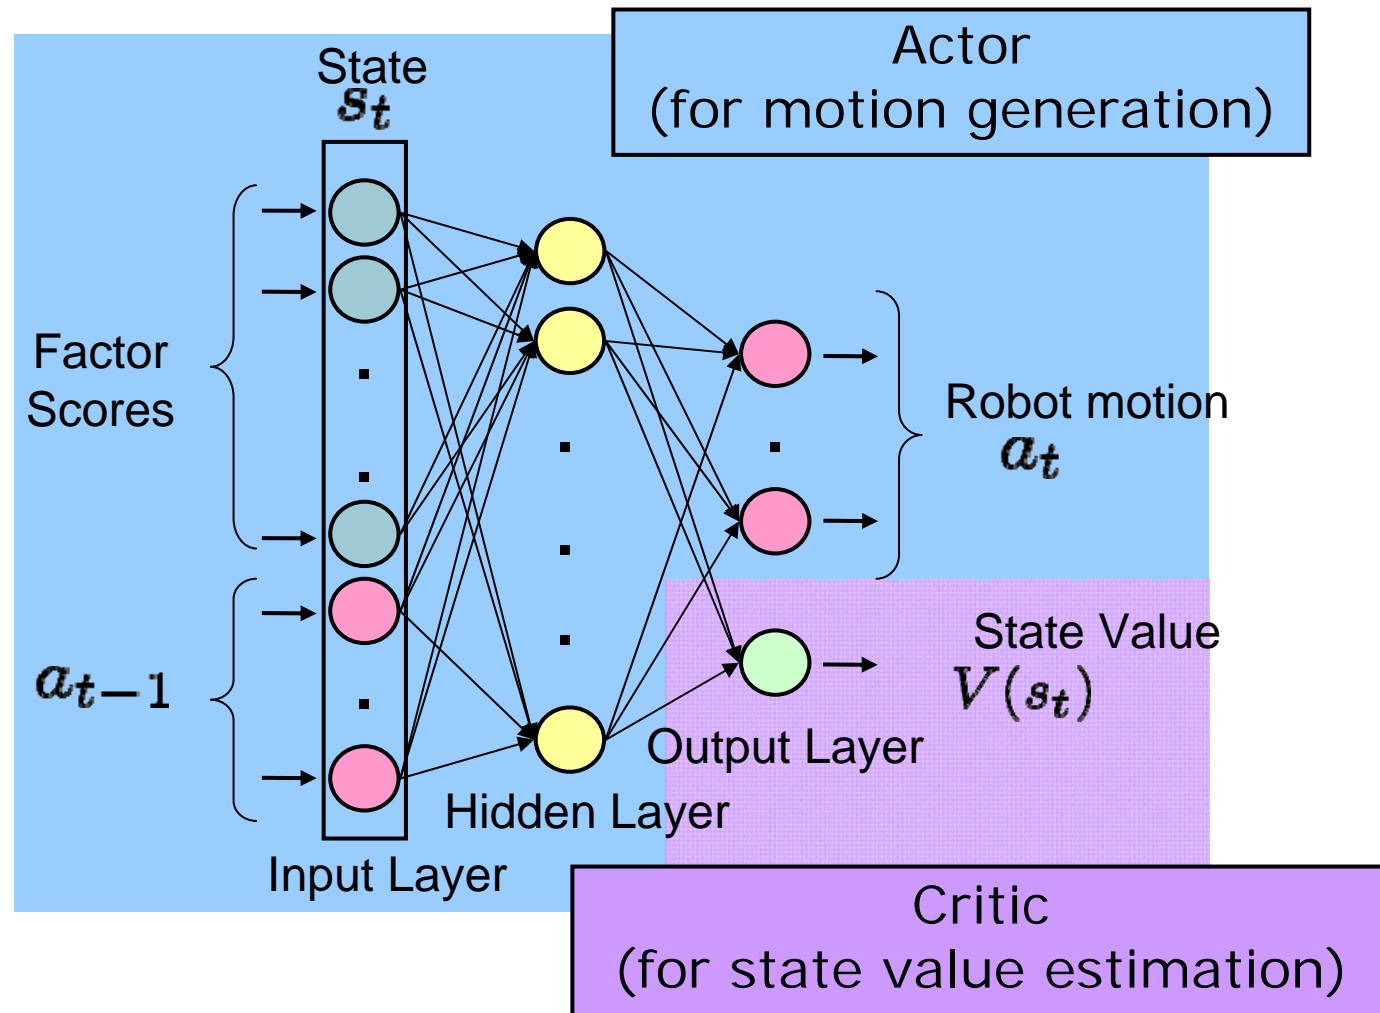 Actor
(for motion generation)
State
s_t
Factor
Scores
Robot motion
a_t
a_{t-1}
State Value
V(s_t)
Output Layer
Hidden Layer
Input Layer
Critic
(for state value estimation)